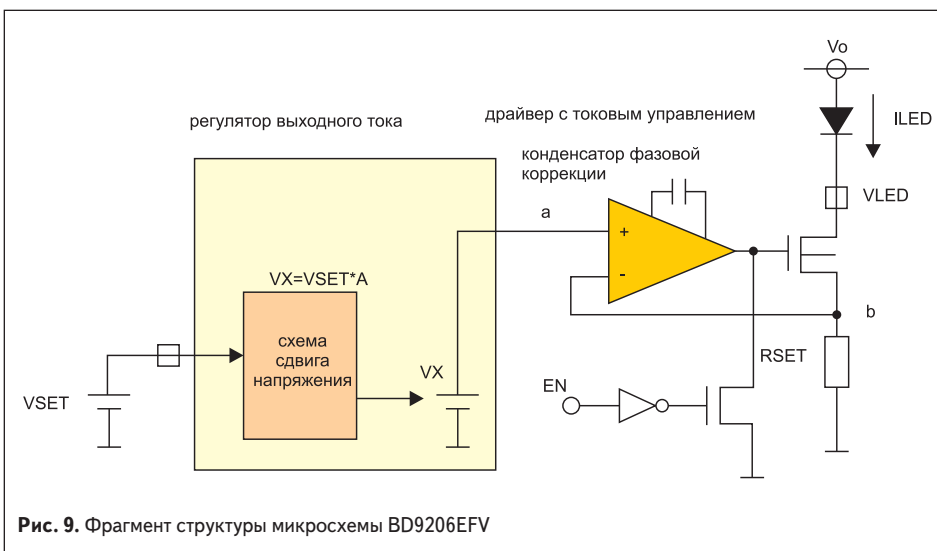 Vo
регулятор выходного тока
драйвер с токовым управлением
ILED
конденсатор фазовой
коррекции
VLED
a
+
-
VX=VSET*A
схема
сдвига
напряжения
b
VX
RSET
EN
VSET
Рис. 9. Фрагмент структуры микросхемы BD9206EFV